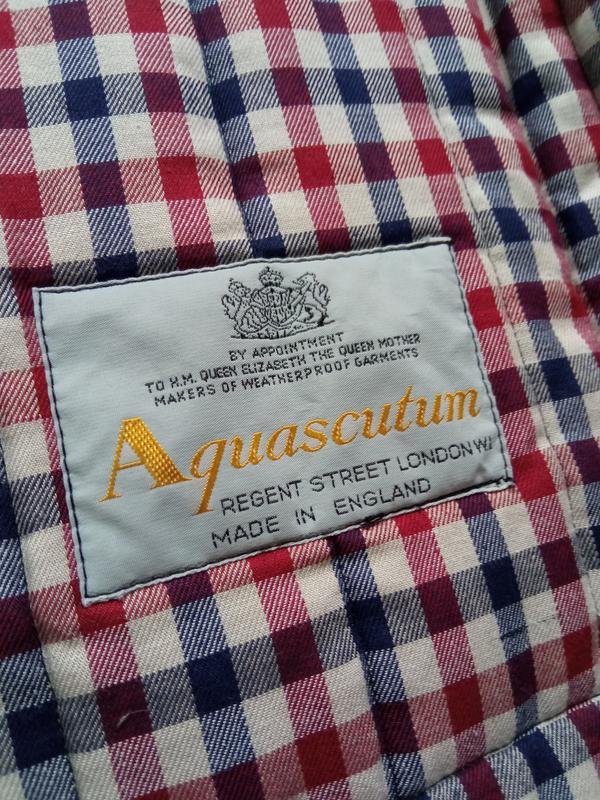 BY APPOINTMENT
TO H.M. QUEEN ELIZABETH THE QUEEN MOTHER
MAKERS OF WEATHERPROOF GARMENTS
Aquascutum
REGENT STREET LONDON W1
MADE IN ENGLAND